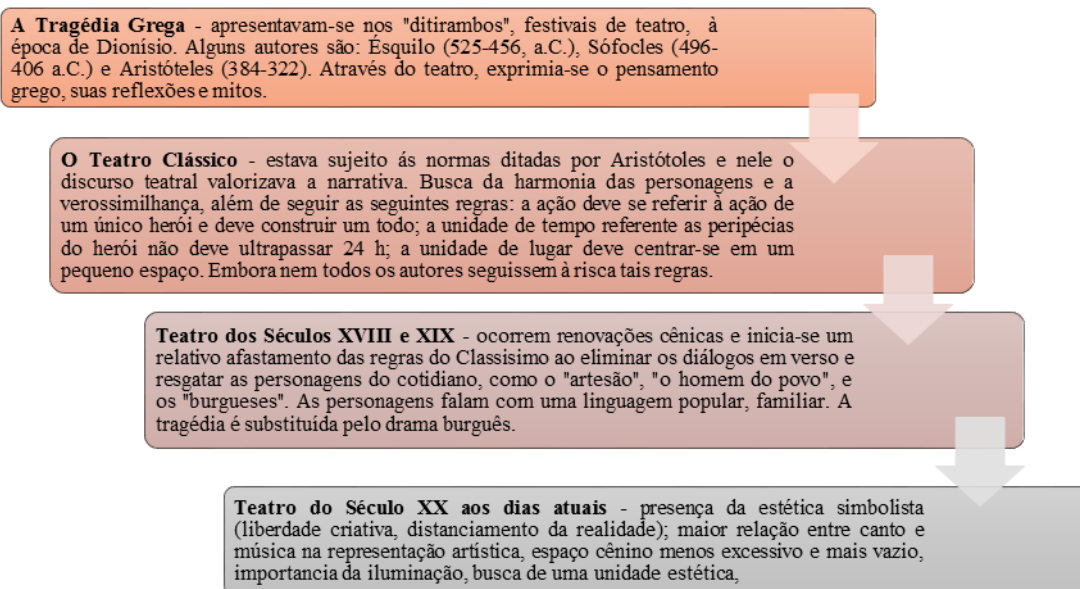 A Tragédia Grega - apresentavam-se nos "ditirambos", festivais de teatro, à
época de Dionísio. Alguns autores são: Ésquilo (525-456, a.C.), Sófocles (496-
406 a.C.) e Aristóteles (384-322). Através do teatro, exprimia-se o pensamento
grego, suas reflexões e mitos.
O Teatro Clássico - estava sujeito ás normas ditadas por Aristótoles e nele o
discurso teatral valorizava a narrativa. Busca da harmonia das personagens e a
verossimilhança, além de seguir as seguintes regras: a ação deve se referir à ação de
um único herói e deve construir um todo; a unidade de tempo referente as peripécias
do herói não deve ultrapassar 24 h; a unidade de lugar deve centrar-se em um
pequeno espaço. Embora nem todos os autores seguissem à risca tais regras.
Teatro dos Séculos XVIII e XIX - ocorrem renovações cênicas e inicia-se um
relativo afastamento das regras do Classisimo ao eliminar os diálogos em verso e
resgatar as personagens do cotidiano, como o "artesão", "o homem do povo", e
os "burgueses". As personagens falam com uma linguagem popular, familiar. A
tragédia é substituída pelo drama burguês.
Teatro do Século XX aos dias atuais - presença da estética simbolista
(liberdade criativa, distanciamento da realidade); maior relação entre canto e
música na representação artística, espaço cênino menos excessivo e mais vazio,
importancia da iluminação, busca de uma unidade estética,